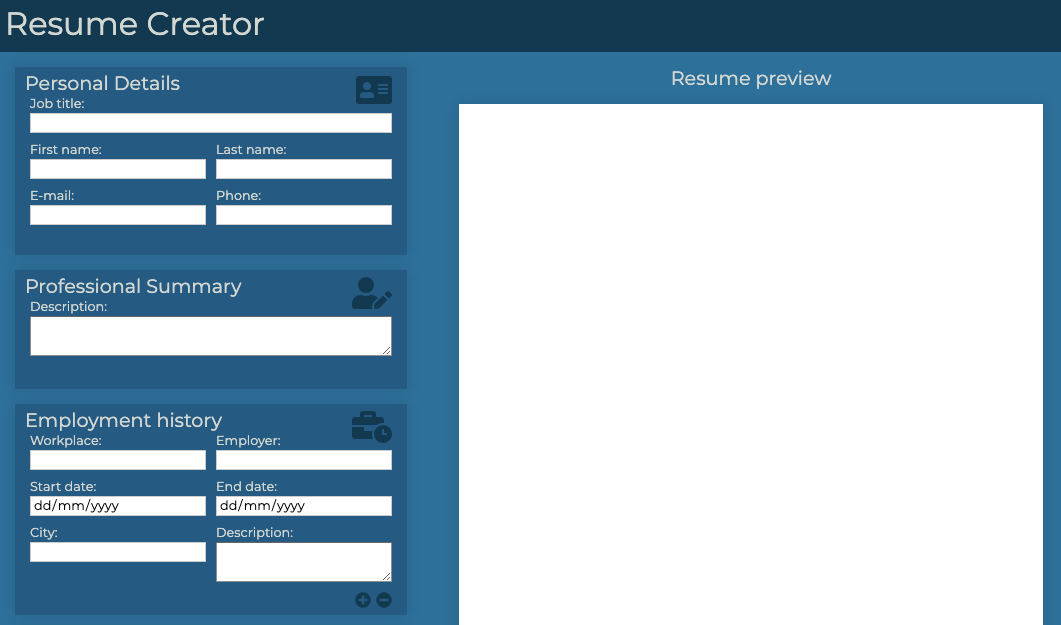 Resume Creator
Personal Details
Job title:
First name: Last name:
E-mail: Phone:
Professional Summary
Description:
Employment history
Workplace: Employer:
Start date: End date:
dd/mm/yyyy dd/mm/yyyy
City: Description:
Resume preview